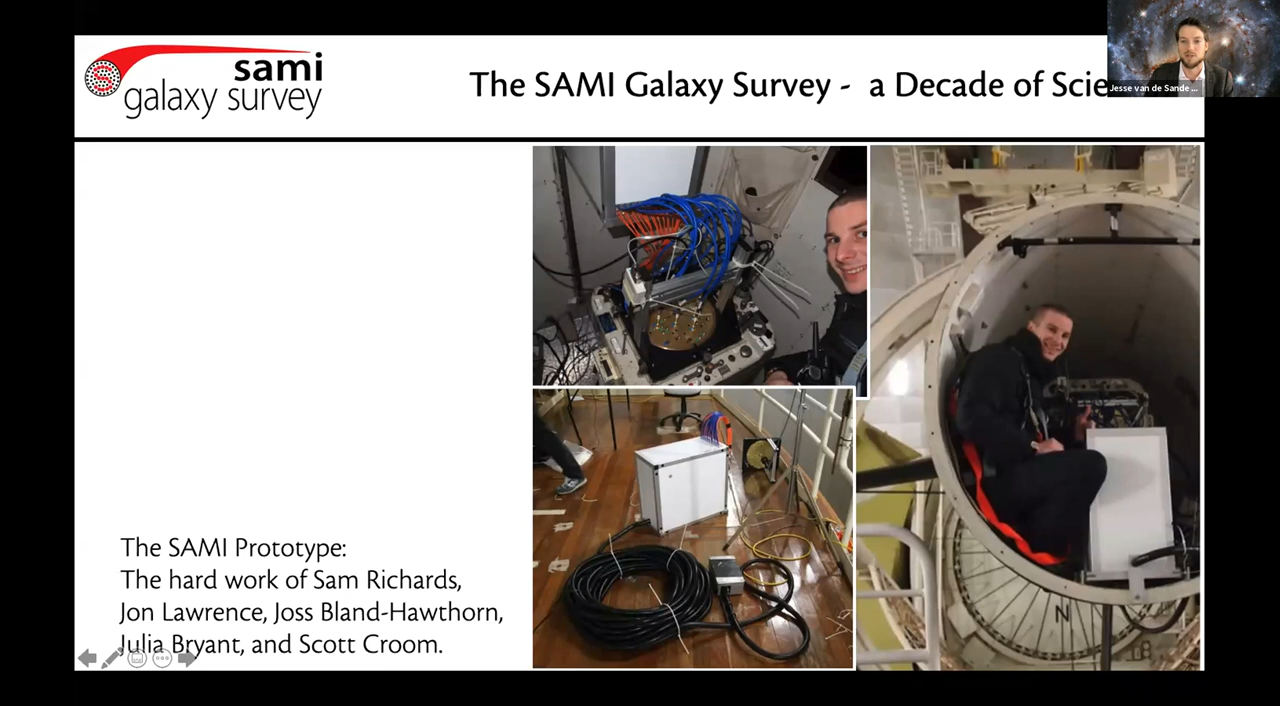 sami
galaxy survey
The SAMI Galaxy Survey - a Decade of Scie
Jesse van de Sande ...
The SAMI Prototype:
The hard work of Sam Richards,
Jon Lawrence, Joss Bland-Hawthorn,
Julia Bryant, and Scott Croom.
N